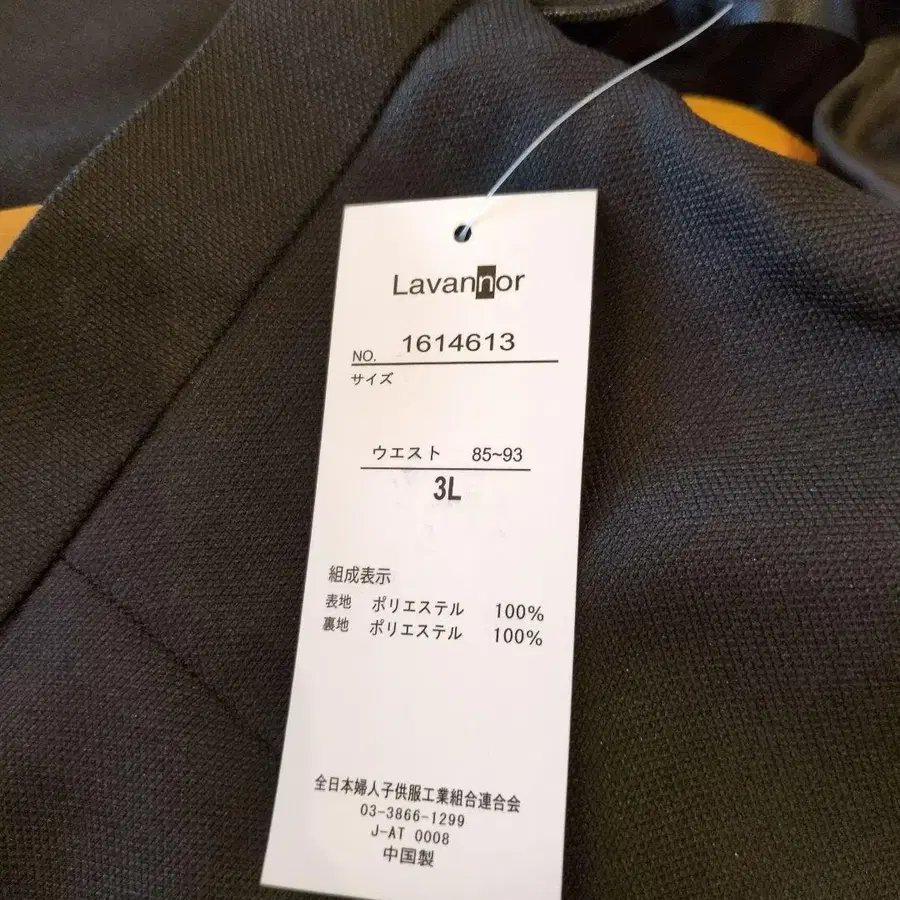 Lavannor
NO. 1614613
サイズ
ウエスト 85~93
3L
組成表示
表地 ポリエステル 100%
裏地 ポリエステル 100%
全日本婦人子供服工業組合連合会
03-3866-1299
J-AT 0008
中国製